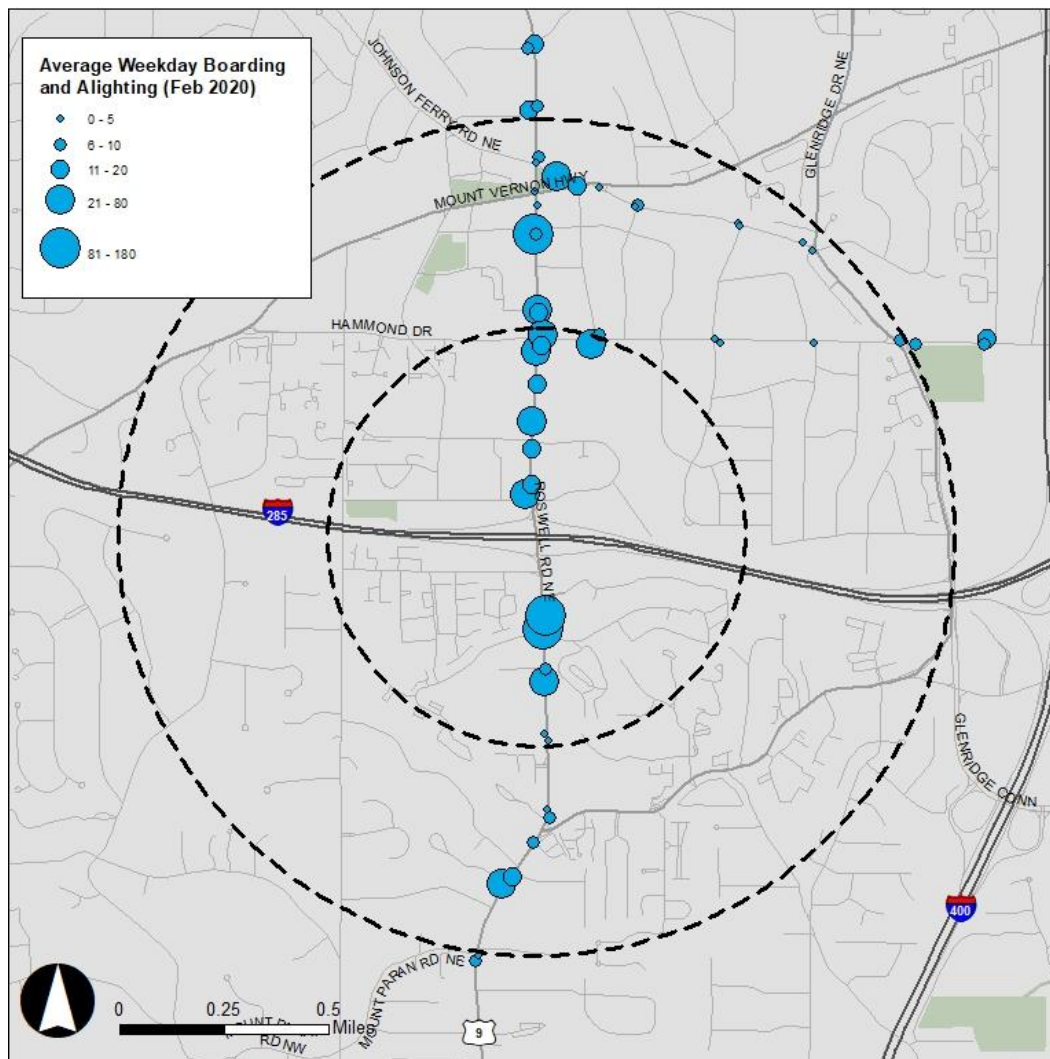 Average Weekday Boarding
and Alighting (Feb 2020)
0 - 5
6 - 10
11 - 20
21 - 80
81 - 180
JOHNSON FERRY RD NE
GLENRIDGE DR NE
MOUNT VERNON HWY
HAMMOND DR
ROSWELL RD NE
285
GLENRIDGE CONN
400
MOUNT PARAN RD NE
0 0.25 0.5
Miles
RD NW
9